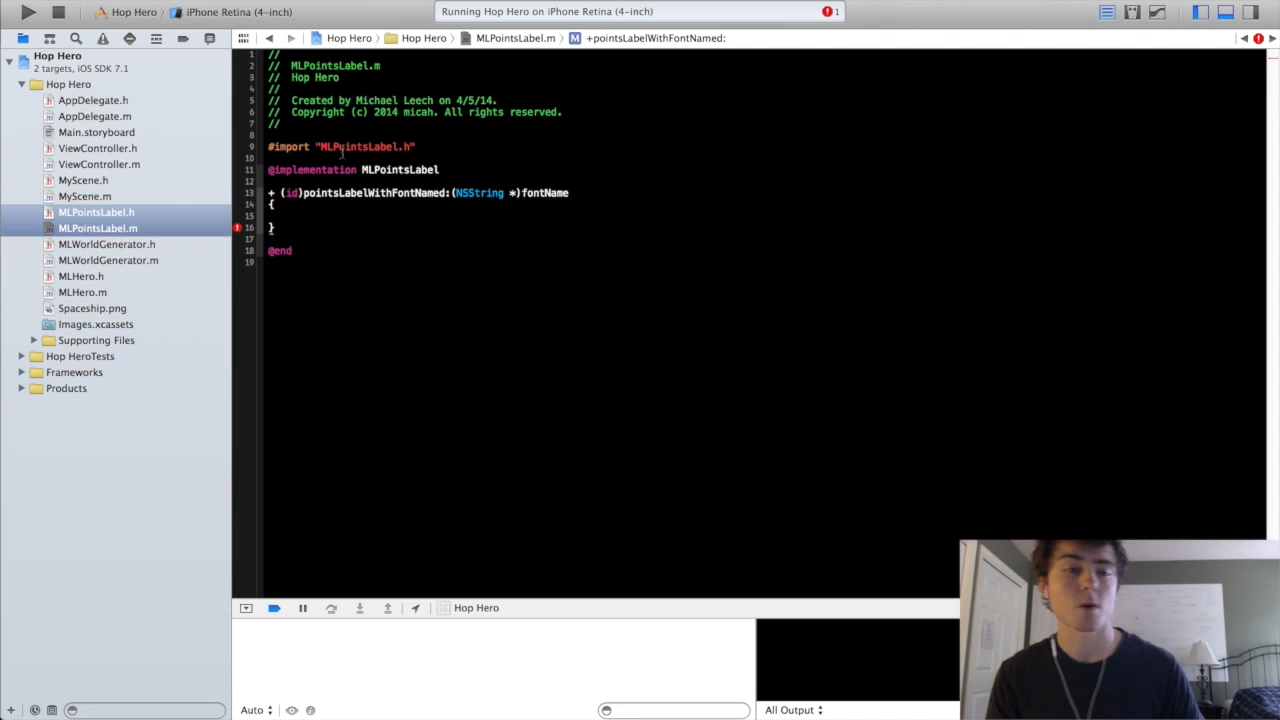 Hop Hero
iPhone Retina (4-inch)
Running Hop Hero on iPhone Retina (4-inch)
1
Hop Hero
Hop Hero
MLPointsLabel.m
M
+pointsLabelWithFontNamed:
Hop Hero
2 targets, iOS SDK 7.1
Hop Hero
AppDelegate.h
AppDelegate.m
Main.storyboard
ViewController.h
ViewController.m
MyScene.h
MyScene.m
MLPointsLabel.h
MLPointsLabel.m
MLWorldGenerator.h
MLWorldGenerator.m
MLHero.h
MLHero.m
Spaceship.png
Images.xcassets
Supporting Files
Hop HeroTests
Frameworks
Products
1 //
2 // MLPointsLabel.m
3 // Hop Hero
4 //
5 // Created by Michael Leech on 4/5/14.
6 // Copyright (c) 2014 micah. All rights reserved.
7 //
8
9 #import "MLPointsLabel.h"
10
11 @implementation MLPointsLabel
12
13 + (id)pointsLabelWithFontNamed:(NSString *)fontName
14 {
15
16 }
17
18 @end
19
Hop Hero
Auto
All Output